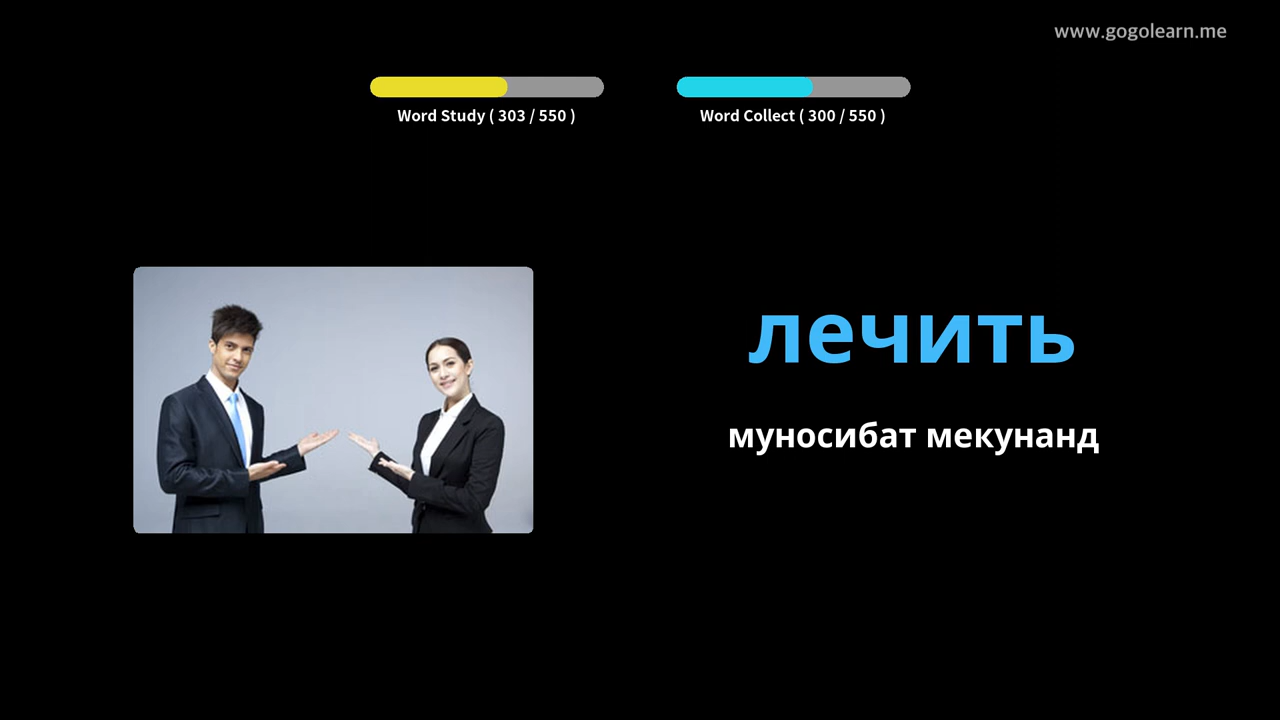 www.gogolearn.me
Word Study ( 303 / 550 )
Word Collect ( 300 / 550 )
лечить
муносибат мекунанд